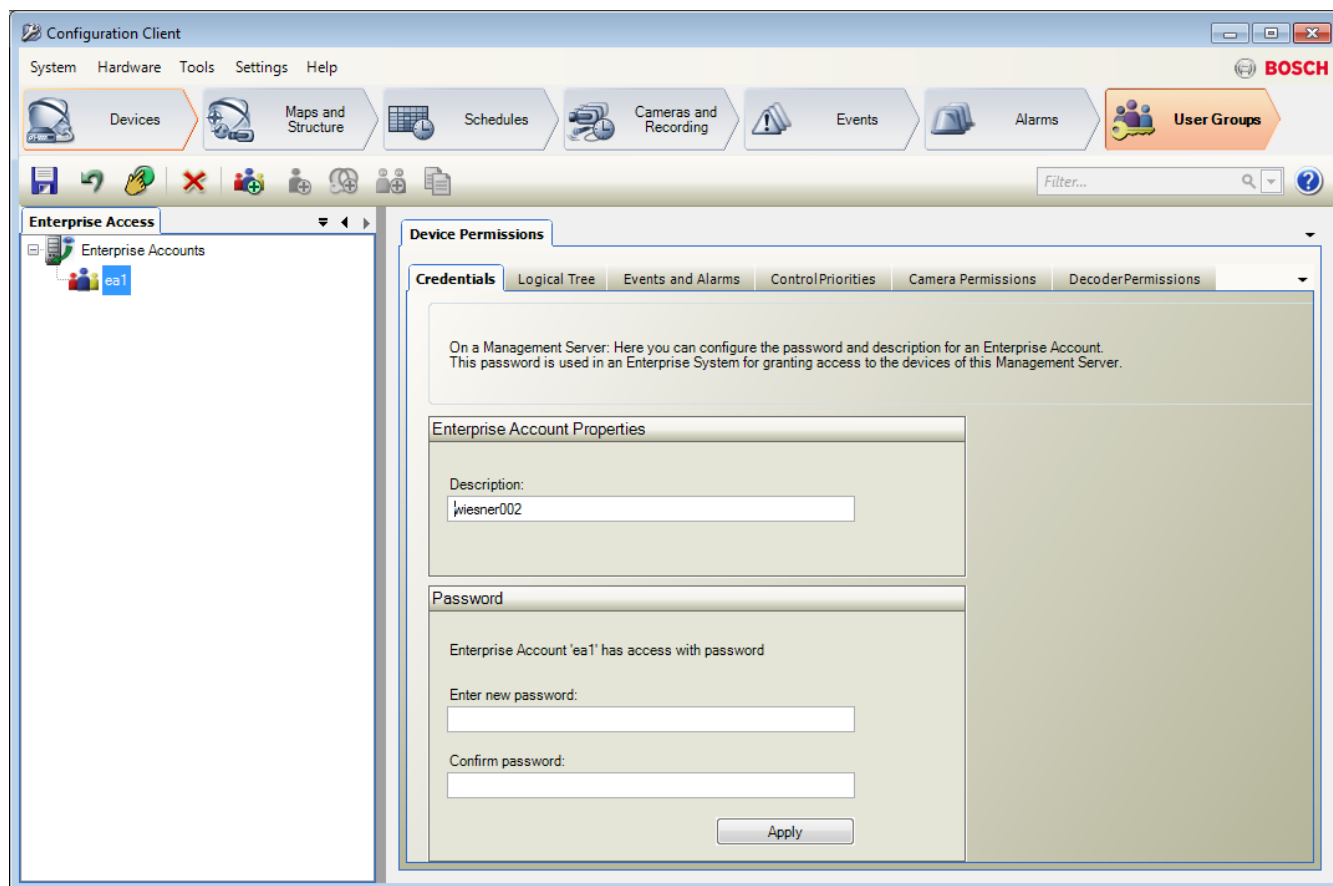 Configuration Client
System Hardware Tools Settings Help
BOSCH
Devices
Maps and
Structure
Schedules
Cameras and
Recording
Events
Alarms
User Groups
Filter...
Enterprise Access
Enterprise Accounts
ea1
Device Permissions
Credentials Logical Tree Events and Alarms ControlPriorities Camera Permissions DecoderPermissions
On a Management Server: Here you can configure the password and description for an Enterprise Account.
This password is used in an Enterprise System for granting access to the devices of this Management Server.
Enterprise Account Properties
Description:
wiesner002
Password
Enterprise Account 'ea1' has access with password
Enter new password:
Confirm password:
Apply